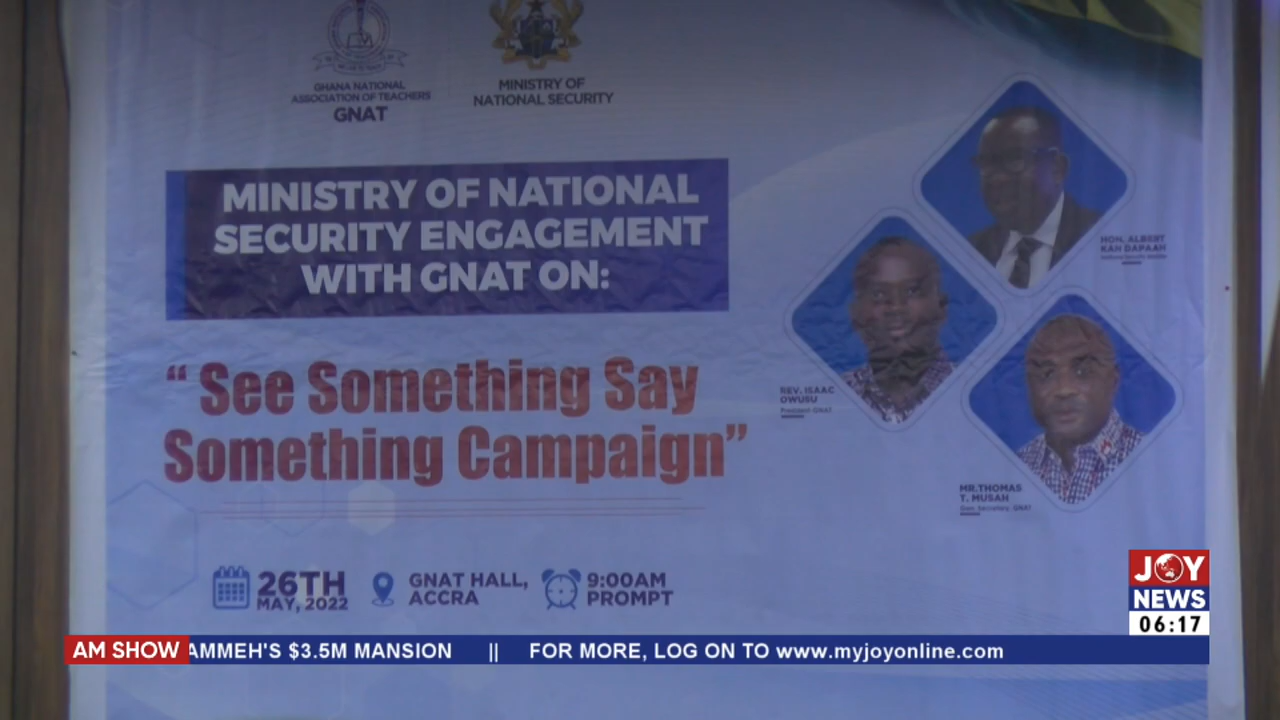 GHANA NATIONAL
ASSOCIATION OF TEACHERS
GNAT
MINISTRY OF
NATIONAL SECURITY
MINISTRY OF NATIONAL
SECURITY ENGAGEMENT
WITH GNAT ON:
“ See Something Say
Something Campaign”
HON. ALBERT
KAN DAPAAH
REV. ISAAC
OWUSU
President-GNAT
MR.THOMAS
T. MUSAH
Gen. Secretary, GNAT
26TH
MAY, 2022
GNAT HALL,
ACCRA
9:00AM
PROMPT
JOY
NEWS
06:17
AM SHOW
AMMEH'S $3.5M MANSION || FOR MORE, LOG ON TO www.myjoyonline.com